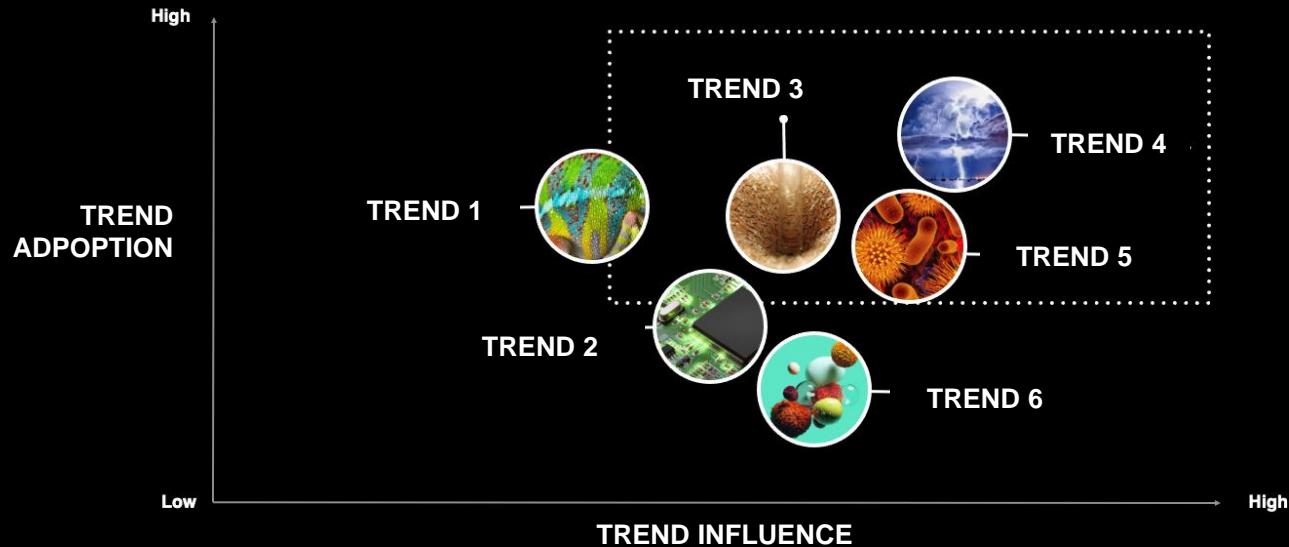 High
TREND 3
TREND 4
TREND 1
TREND
ADPOPTION
TREND 5
TREND 2
TREND 6
Low
High
TREND INFLUENCE